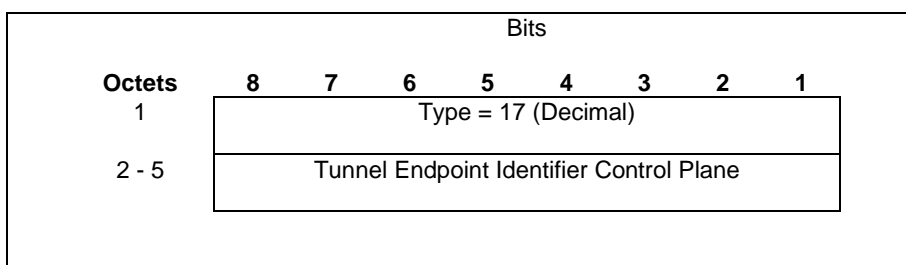 Bits
Octets 8 7 6 5 4 3 2 1
1 Type = 17 (Decimal)
2 - 5 Tunnel Endpoint Identifier Control Plane